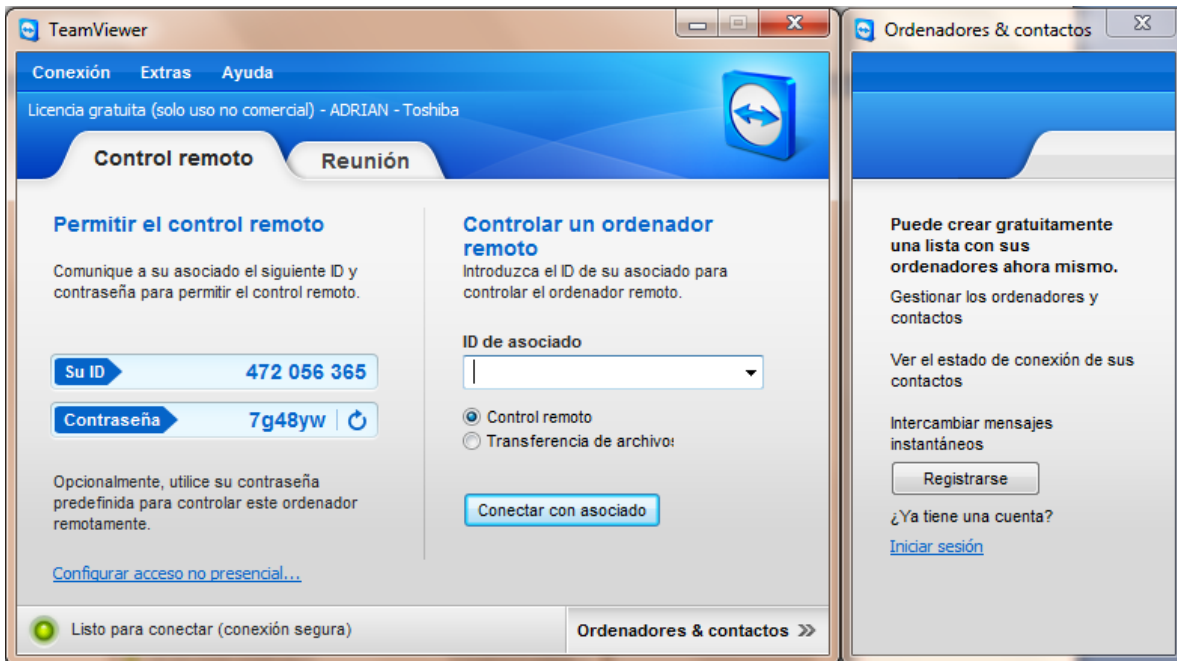 TeamViewer
Conexión Extras Ayuda
Licencia gratuita (solo uso no comercial) - ADRIAN - Toshiba
Control remoto
Reunión
Permitir el control remoto
Comunique a su asociado el siguiente ID y
contraseña para permitir el control remoto.
Su ID 472 056 365
Contraseña 7g48yw
Opcionalmente, utilice su contraseña
predefinida para controlar este ordenador
remotamente.
Configurar acceso no presencial...
Controlar un ordenador
remoto
Introduzca el ID de su asociado para
controlar el ordenador remoto.
ID de asociado
Control remoto
Transferencia de archivos
Conectar con asociado
Listo para conectar (conexión segura)
Ordenadores & contactos
Ordenadores & contactos
Puede crear gratuitamente
una lista con sus
ordenadores ahora mismo.
Gestionar los ordenadores y
contactos
Ver el estado de conexión de sus
contactos
Intercambiar mensajes
instantáneos
Registrarse
¿Ya tiene una cuenta?
Iniciar sesión